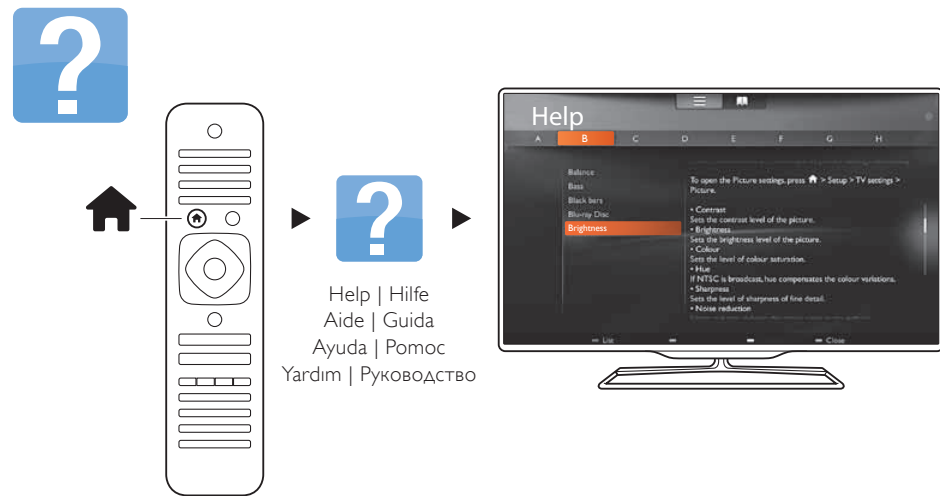 ?
?
Help | Hilfe
Aide | Guida
Ayuda | Pomoc
Yardım | Руководство
Help
A B C D E F G H
Balance
Bass
Black bars
Blu-ray Disc
Brightness
To open the Picture settings, press > Setup > TV settings >
Picture.
• Contrast
Sets the contrast level of the picture.
• Brightness
Sets the brightness level of the picture.
• Colour
Sets the level of colour saturation.
• Hue
If NTSC is broadcast, hue compensates the colour variations.
• Sharpness
Sets the level of sharpness of fine detail.
• Noise reduction
List
Close